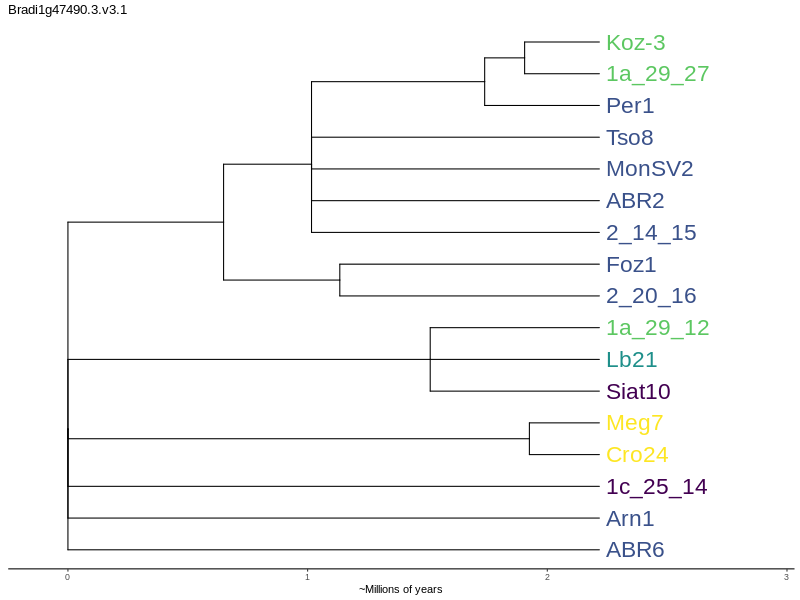 Bradi1g47490.3.v3.1
Koz-3
1a_29_27
Per1
Tso8
MonSV2
ABR2
2_14_15
Foz1
2_20_16
1a_29_12
Lb21
Siat10
Meg7
Cro24
1c_25_14
Arn1
ABR6
0 1 2 3
~Millions of years